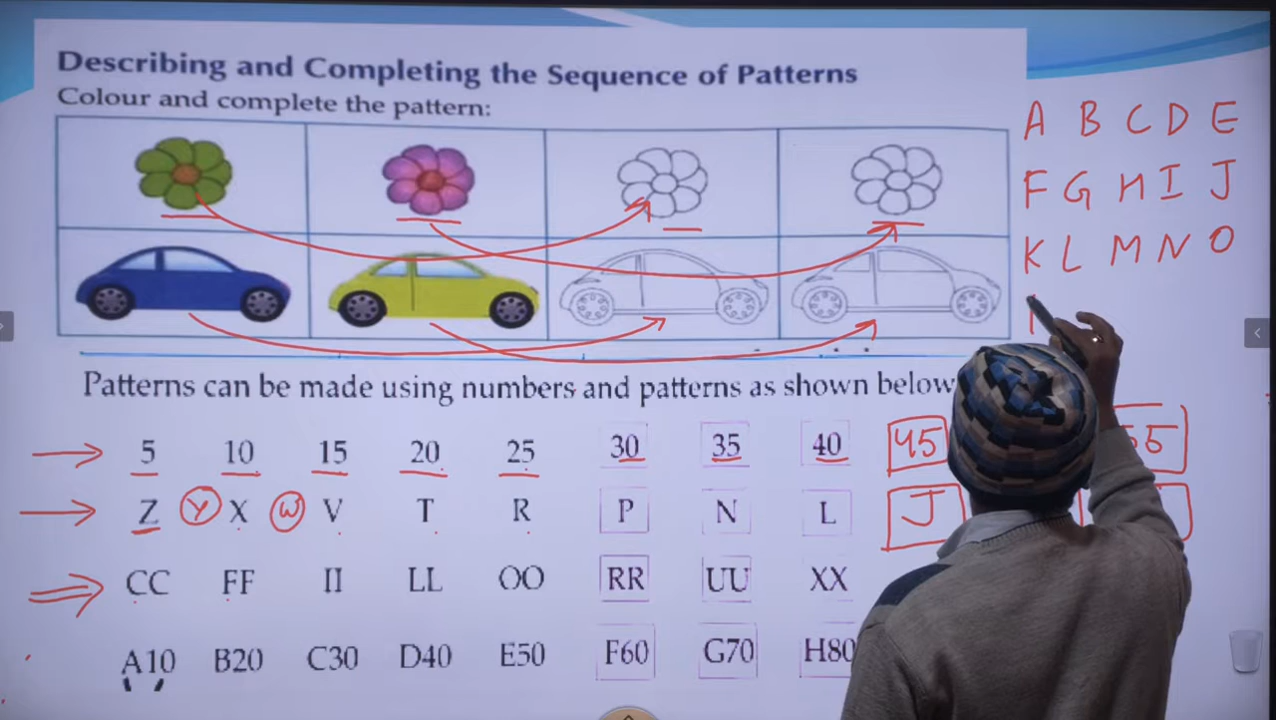 Describing and Completing the Sequence of Patterns
Colour and complete the pattern:
A B C D E
F G H I J
K L M N O
Patterns can be made using numbers and patterns as shown below
5 10 15 20 25 30 35 40 45
Z Y X W V T R P N L J
CC FF II LL OO RR UU XX
A10 B20 C30 D40 E50 F60 G70 H80